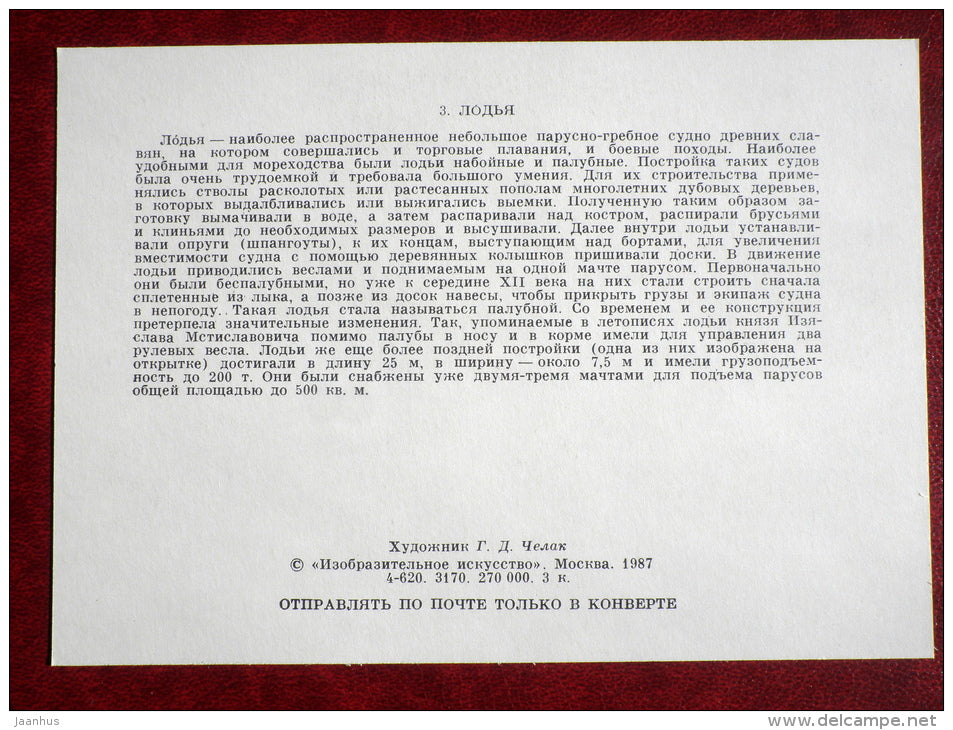 3. ЛОДЬЯ
Ло́дья — наиболее распространенное небольшое парусно-гребное судно древних сла-
вян, на котором совершались и торговые плавания, и боевые походы. Наиболее
удобными для мореходства были лодьи набойные и палубные. Постройка таких судов
была очень трудоемкой и требовала большого умения. Для их строительства приме-
нялись стволы расколотых или растесанных пополам многолетних дубовых деревьев,
в которых выдалбливались или выжигались выемки. Полученную таким образом за-
готовку вымачивали в воде, а затем распаривали над костром, распирали брусьями
и клиньями до необходимых размеров и высушивали. Далее внутри лодьи устанавли-
вали опруги (шпангоуты), к их концам, выступающим над бортами, для увеличения
вместимости судна с помощью деревянных колышков пришивали доски. В движение
лодьи приводились веслами и поднимаемым на одной мачте парусом. Первоначально
они были беспалубными, но уже к середине XII века на них стали строить сначала
сплетенные из лыка, а позже из досок навесы, чтобы прикрыть грузы и экипаж судна
в непогоду.. Такая лодья стала называться палубной. Со временем и ее конструкция
претерпела значительные изменения. Так, упоминаемые в летописях лодьи князя Изя-
слава Мстиславовича помимо палубы в носу и в корме имели для управления два
рулевых весла. Лодьи же еще более поздней постройки (одна из них изображена на
открытке) достигали в длину 25 м, в ширину — около 7,5 м и имели грузоподъем-
ность до 200 т. Они были снабжены уже двумя-тремя мачтами для подъема парусов
общей площадью до 500 кв. м.
Художник Г. Д. Челак
© «Изобразительное искусство». Москва. 1987
4-620. 3170. 270 000. 3 к.
ОТПРАВЛЯТЬ ПО ПОЧТЕ ТОЛЬКО В КОНВЕРТЕ
jaanhus
delcampe.net